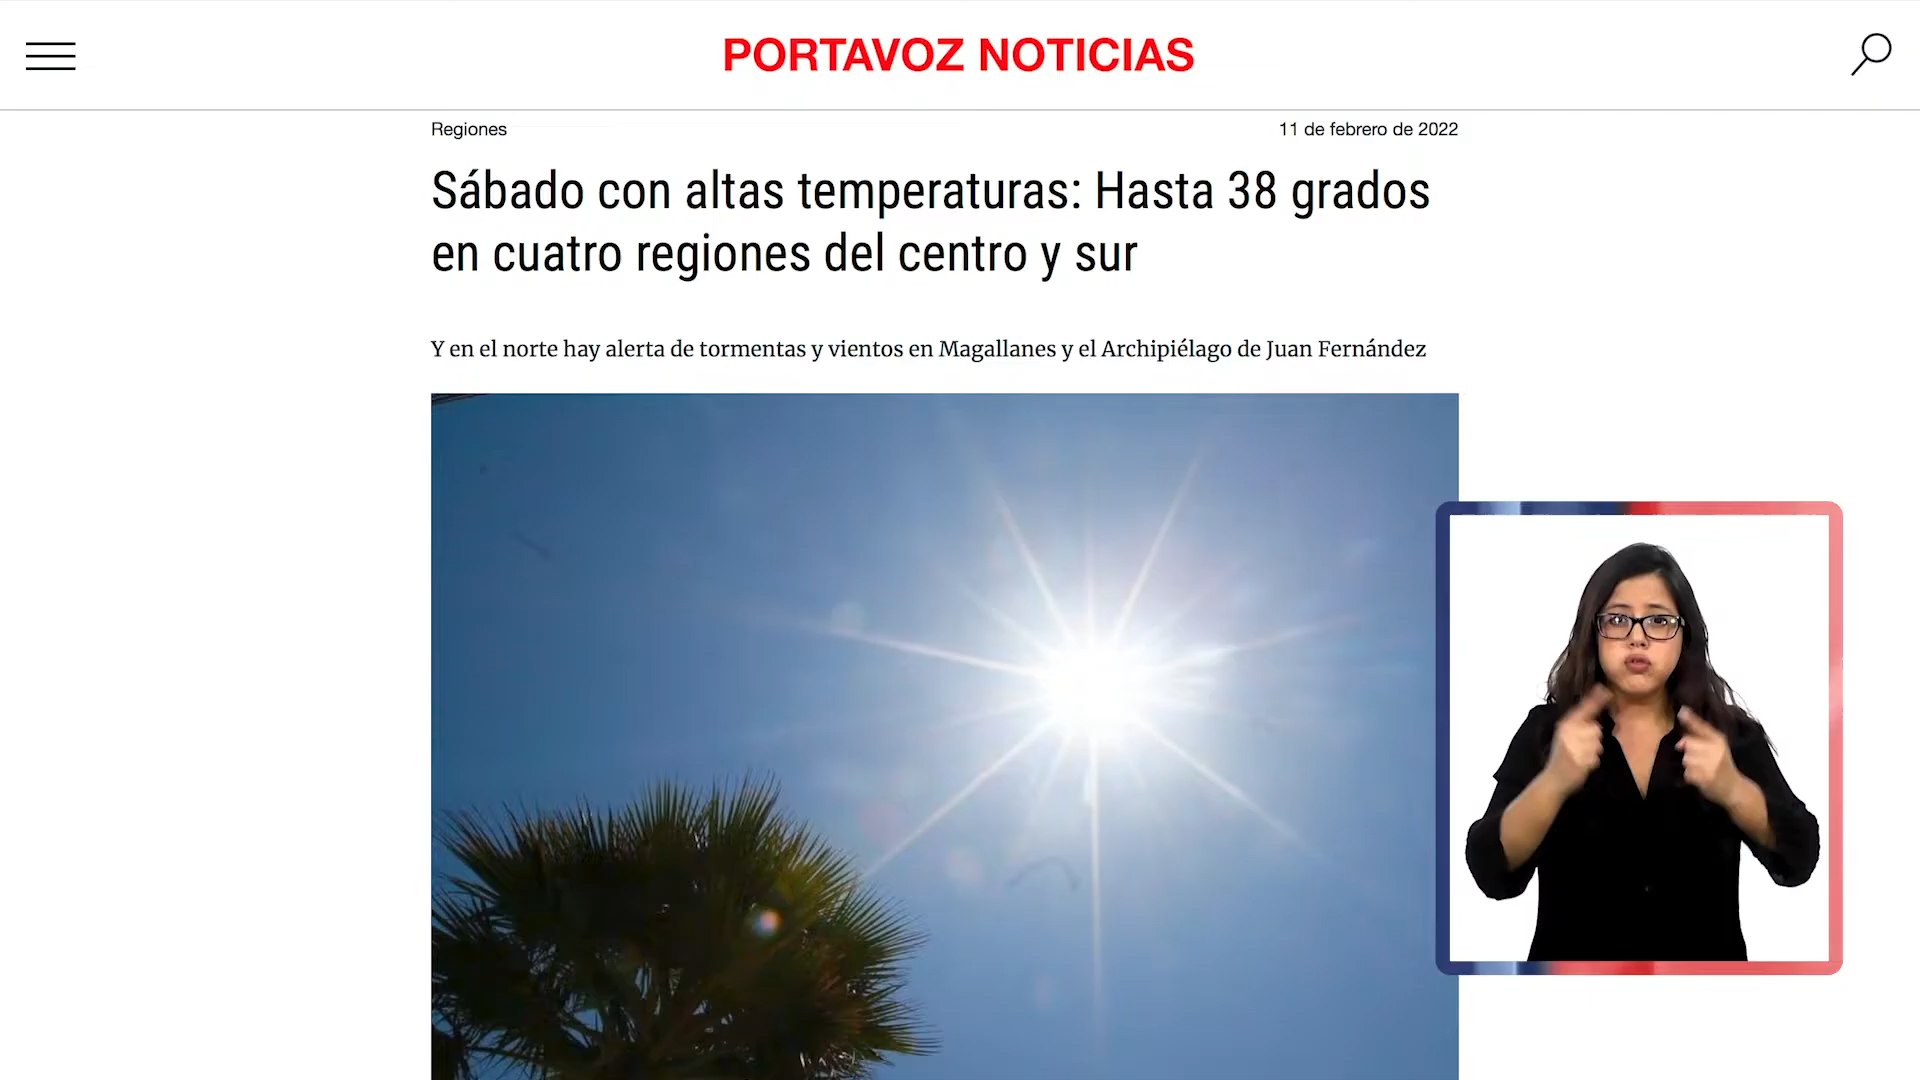 PORTAVOZ NOTICIAS
Regiones
11 de febrero de 2022
Sábado con altas temperaturas: Hasta 38 grados
en cuatro regiones del centro y sur
Y en el norte hay alerta de tormentas y vientos en Magallanes y el Archipiélago de Juan Fernández